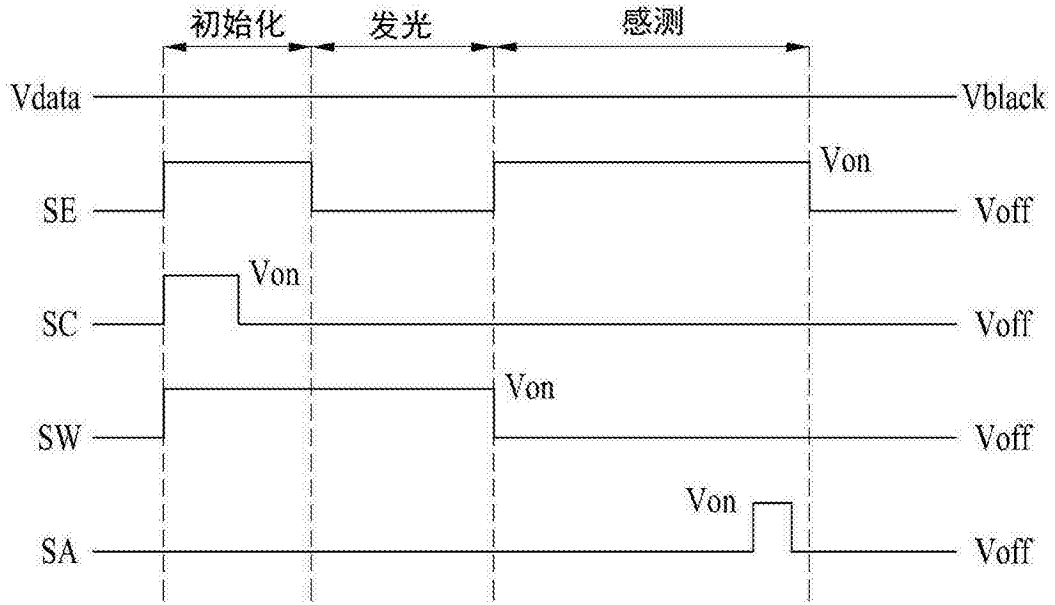 初始化 发光 感测
Vdata Vblack
Von
SE Voff
Von
SC Voff
Von
SW Voff
Von
SA Voff